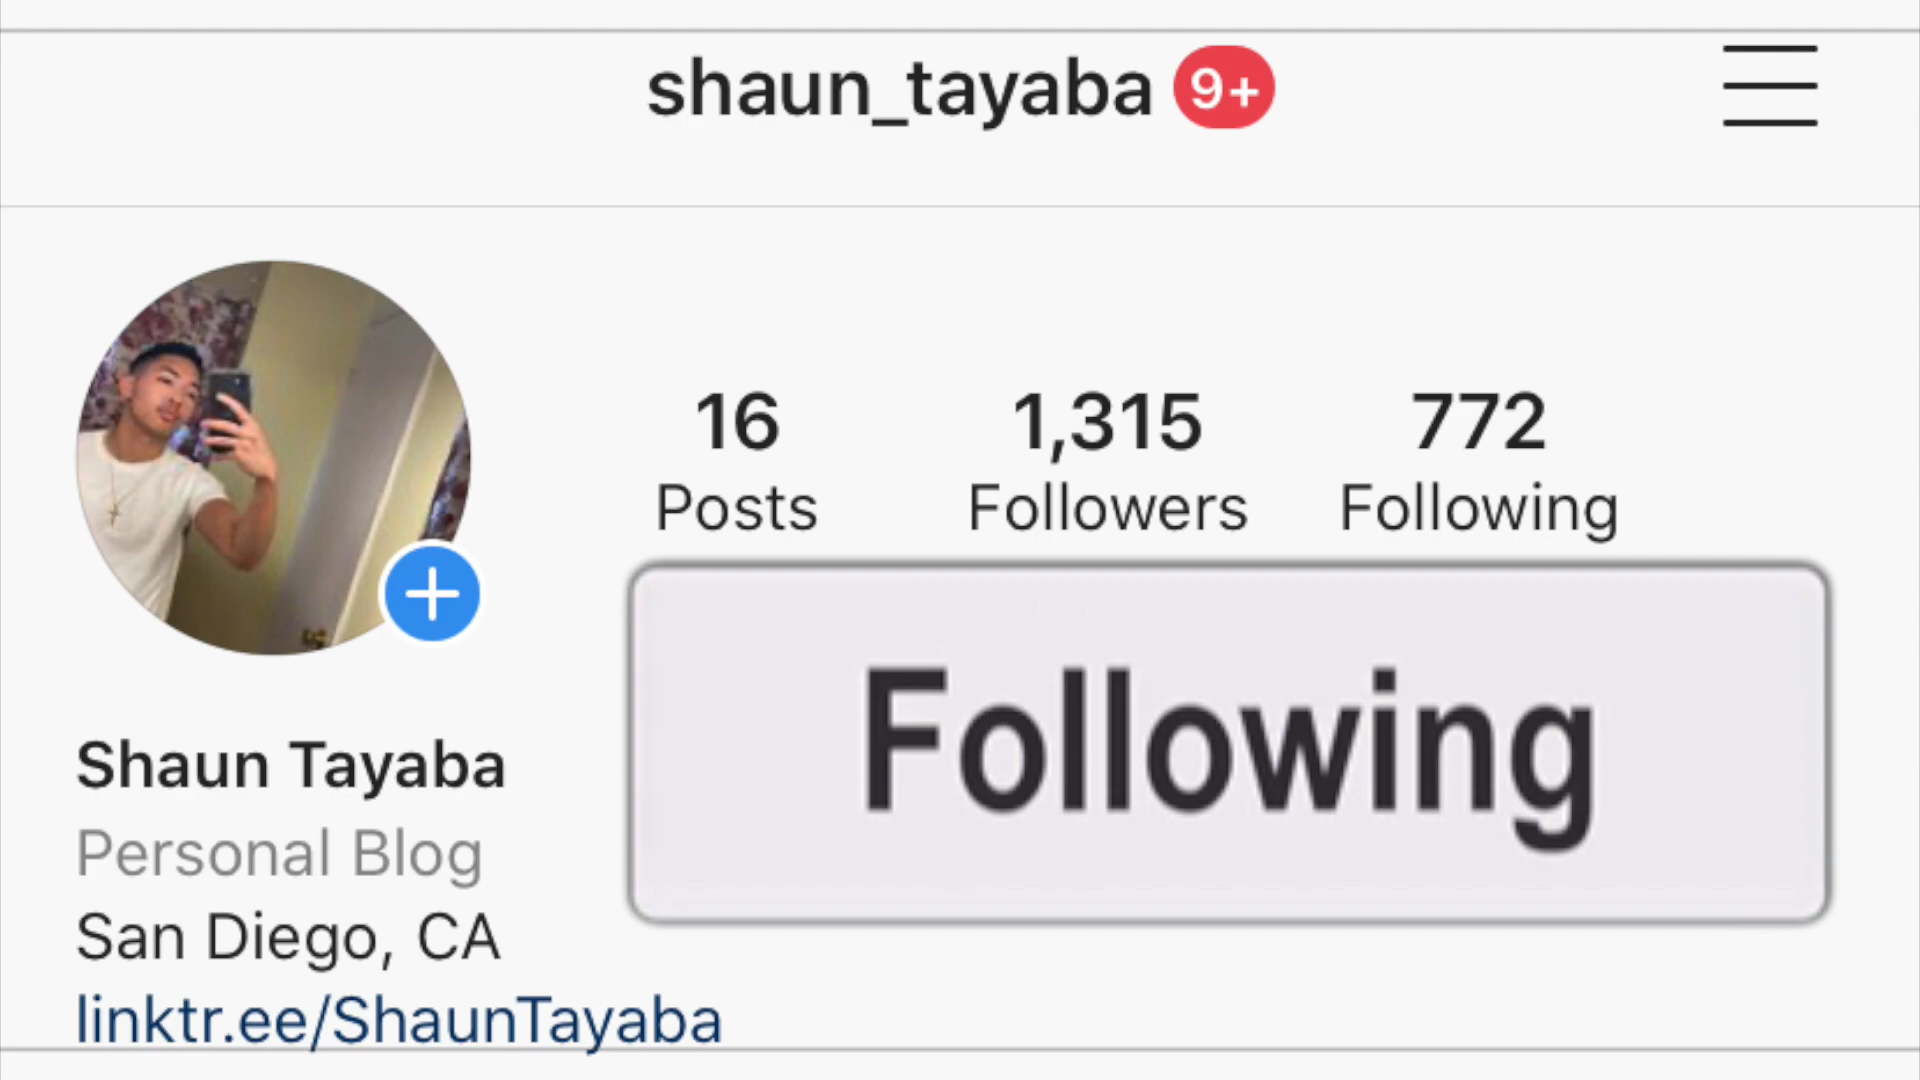 shaun_tayaba 9+
16 1,315 772
Posts Followers Following
Following
Shaun Tayaba
Personal Blog
San Diego, CA
linktr.ee/ShaunTayaba